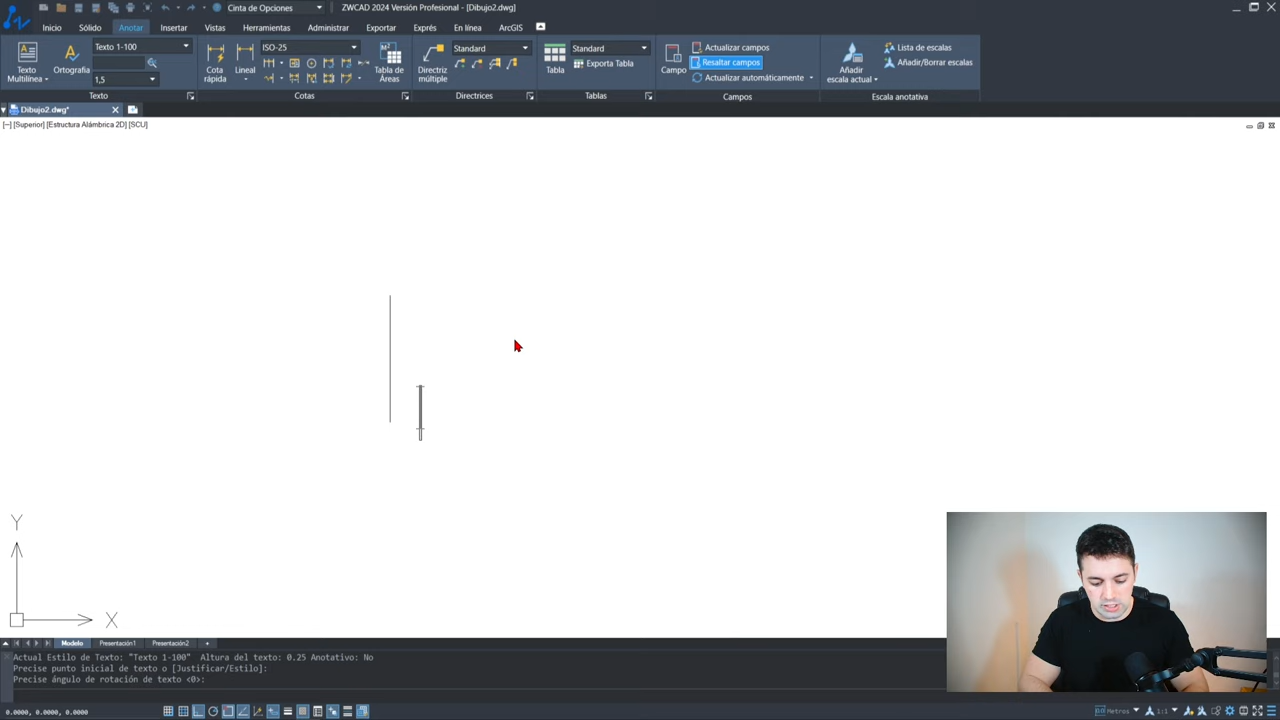 Cinta de Opciones
ZWCAD 2024 Versión Profesional - [Dibujo2.dwg]
Inicio Sólido Anotar Insertar Vistas Herramientas Administrar Exportar Exprés En línea ArcGIS
Texto Multilínea
Ortografia
Texto 1-100
1,5
Texto
Cota rápida
Lineal
ISO-25
Tabla de Áreas
Cotas
Directriz múltiple
Standard
Directrices
Tabla
Standard
Exporta Tabla
Tablas
Campo
Actualizar campos
Resaltar campos
Actualizar automáticamente
Campos
Añadir escala actual
Lista de escalas
Añadir/Borrar escalas
Escala anotativa
Dibujo2.dwg*
[−] [Superior] [Estructura Alámbrica 2D] [SCU]
Y
X
Modelo Presentación1 Presentación2 +
Actual Estilo de Texto: "Texto 1-100" Altura del texto: 0.25 Anotativo: No
Precise punto inicial de texto o [Justificar/Estilo]:
Precise ángulo de rotación de texto <0>:
0.0000, 0.0000, 0.0000
Metros
1:1